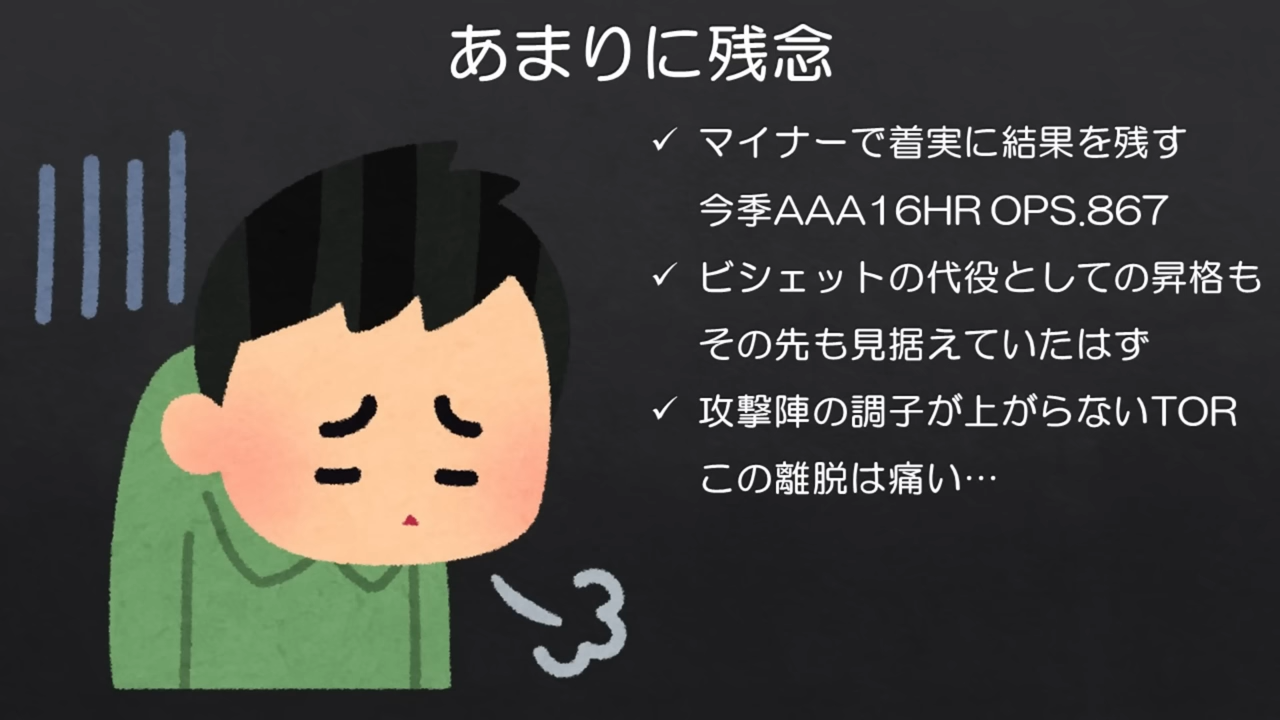 あまりに残念
✓ マイナーで着実に結果を残す
今季AAA16HR OPS.867
✓ ビシェットの代役としての昇格も
その先も見据えていたはず
✓ 攻撃陣の調子が上がらないTOR
この離脱は痛い…